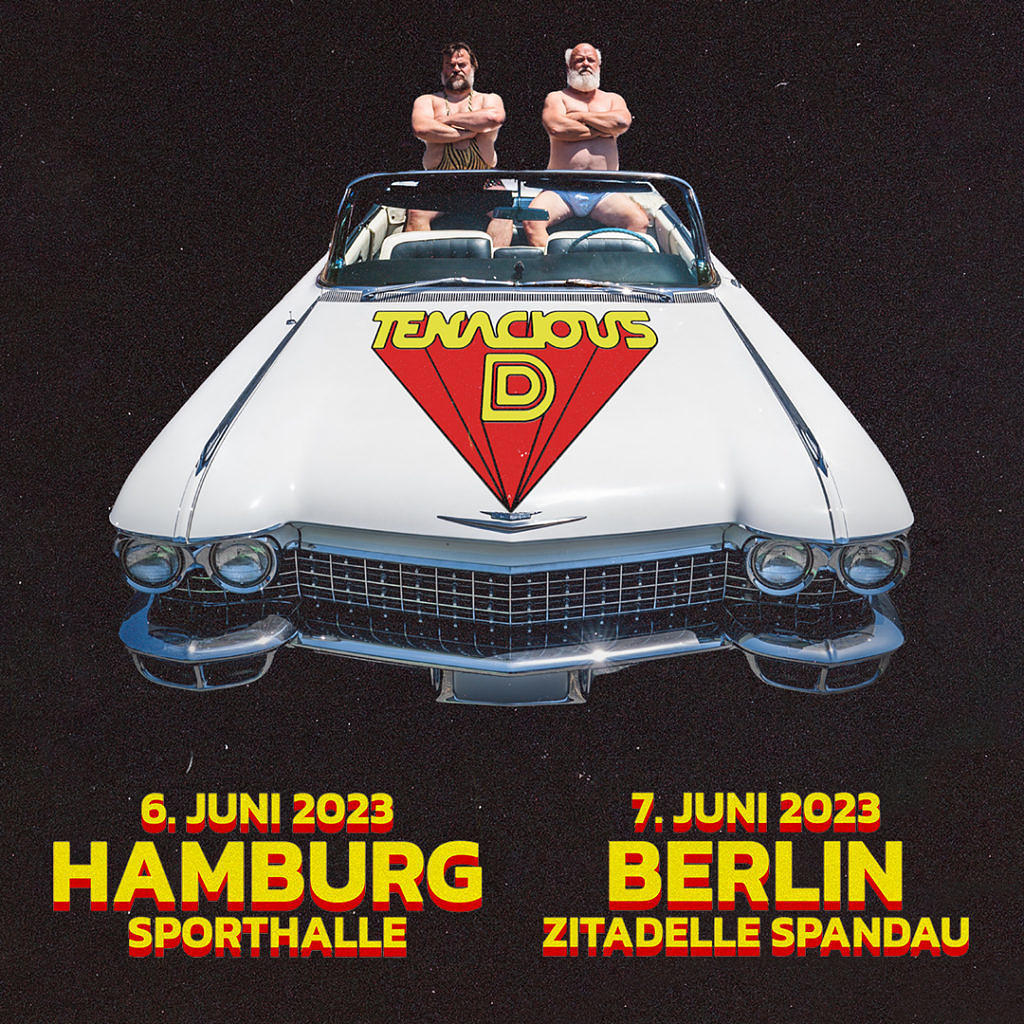 TENACIOUS
D
6. JUNI 2023
HAMBURG
SPORTHALLE
7. JUNI 2023
BERLIN
ZITADELLE SPANDAU